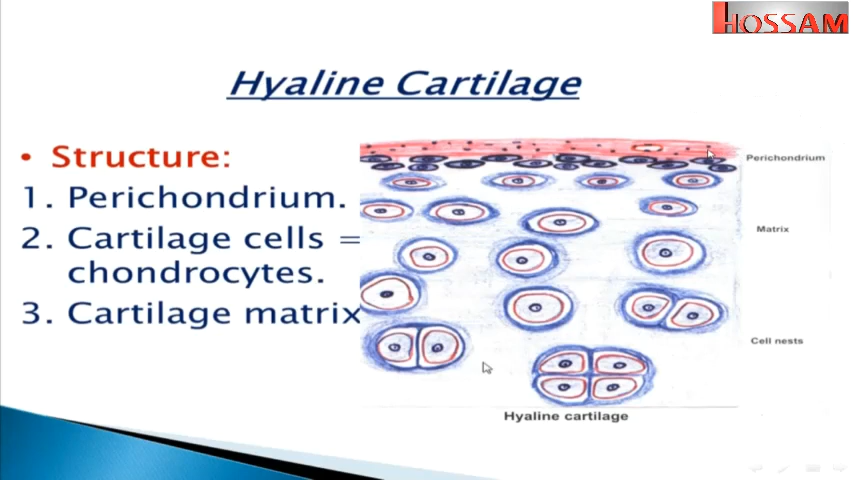 HOSSAM
Hyaline Cartilage
• Structure:
1. Perichondrium.
2. Cartilage cells =
chondrocytes.
3. Cartilage matrix
Perichondrium
Matrix
Cell nests
Hyaline cartilage